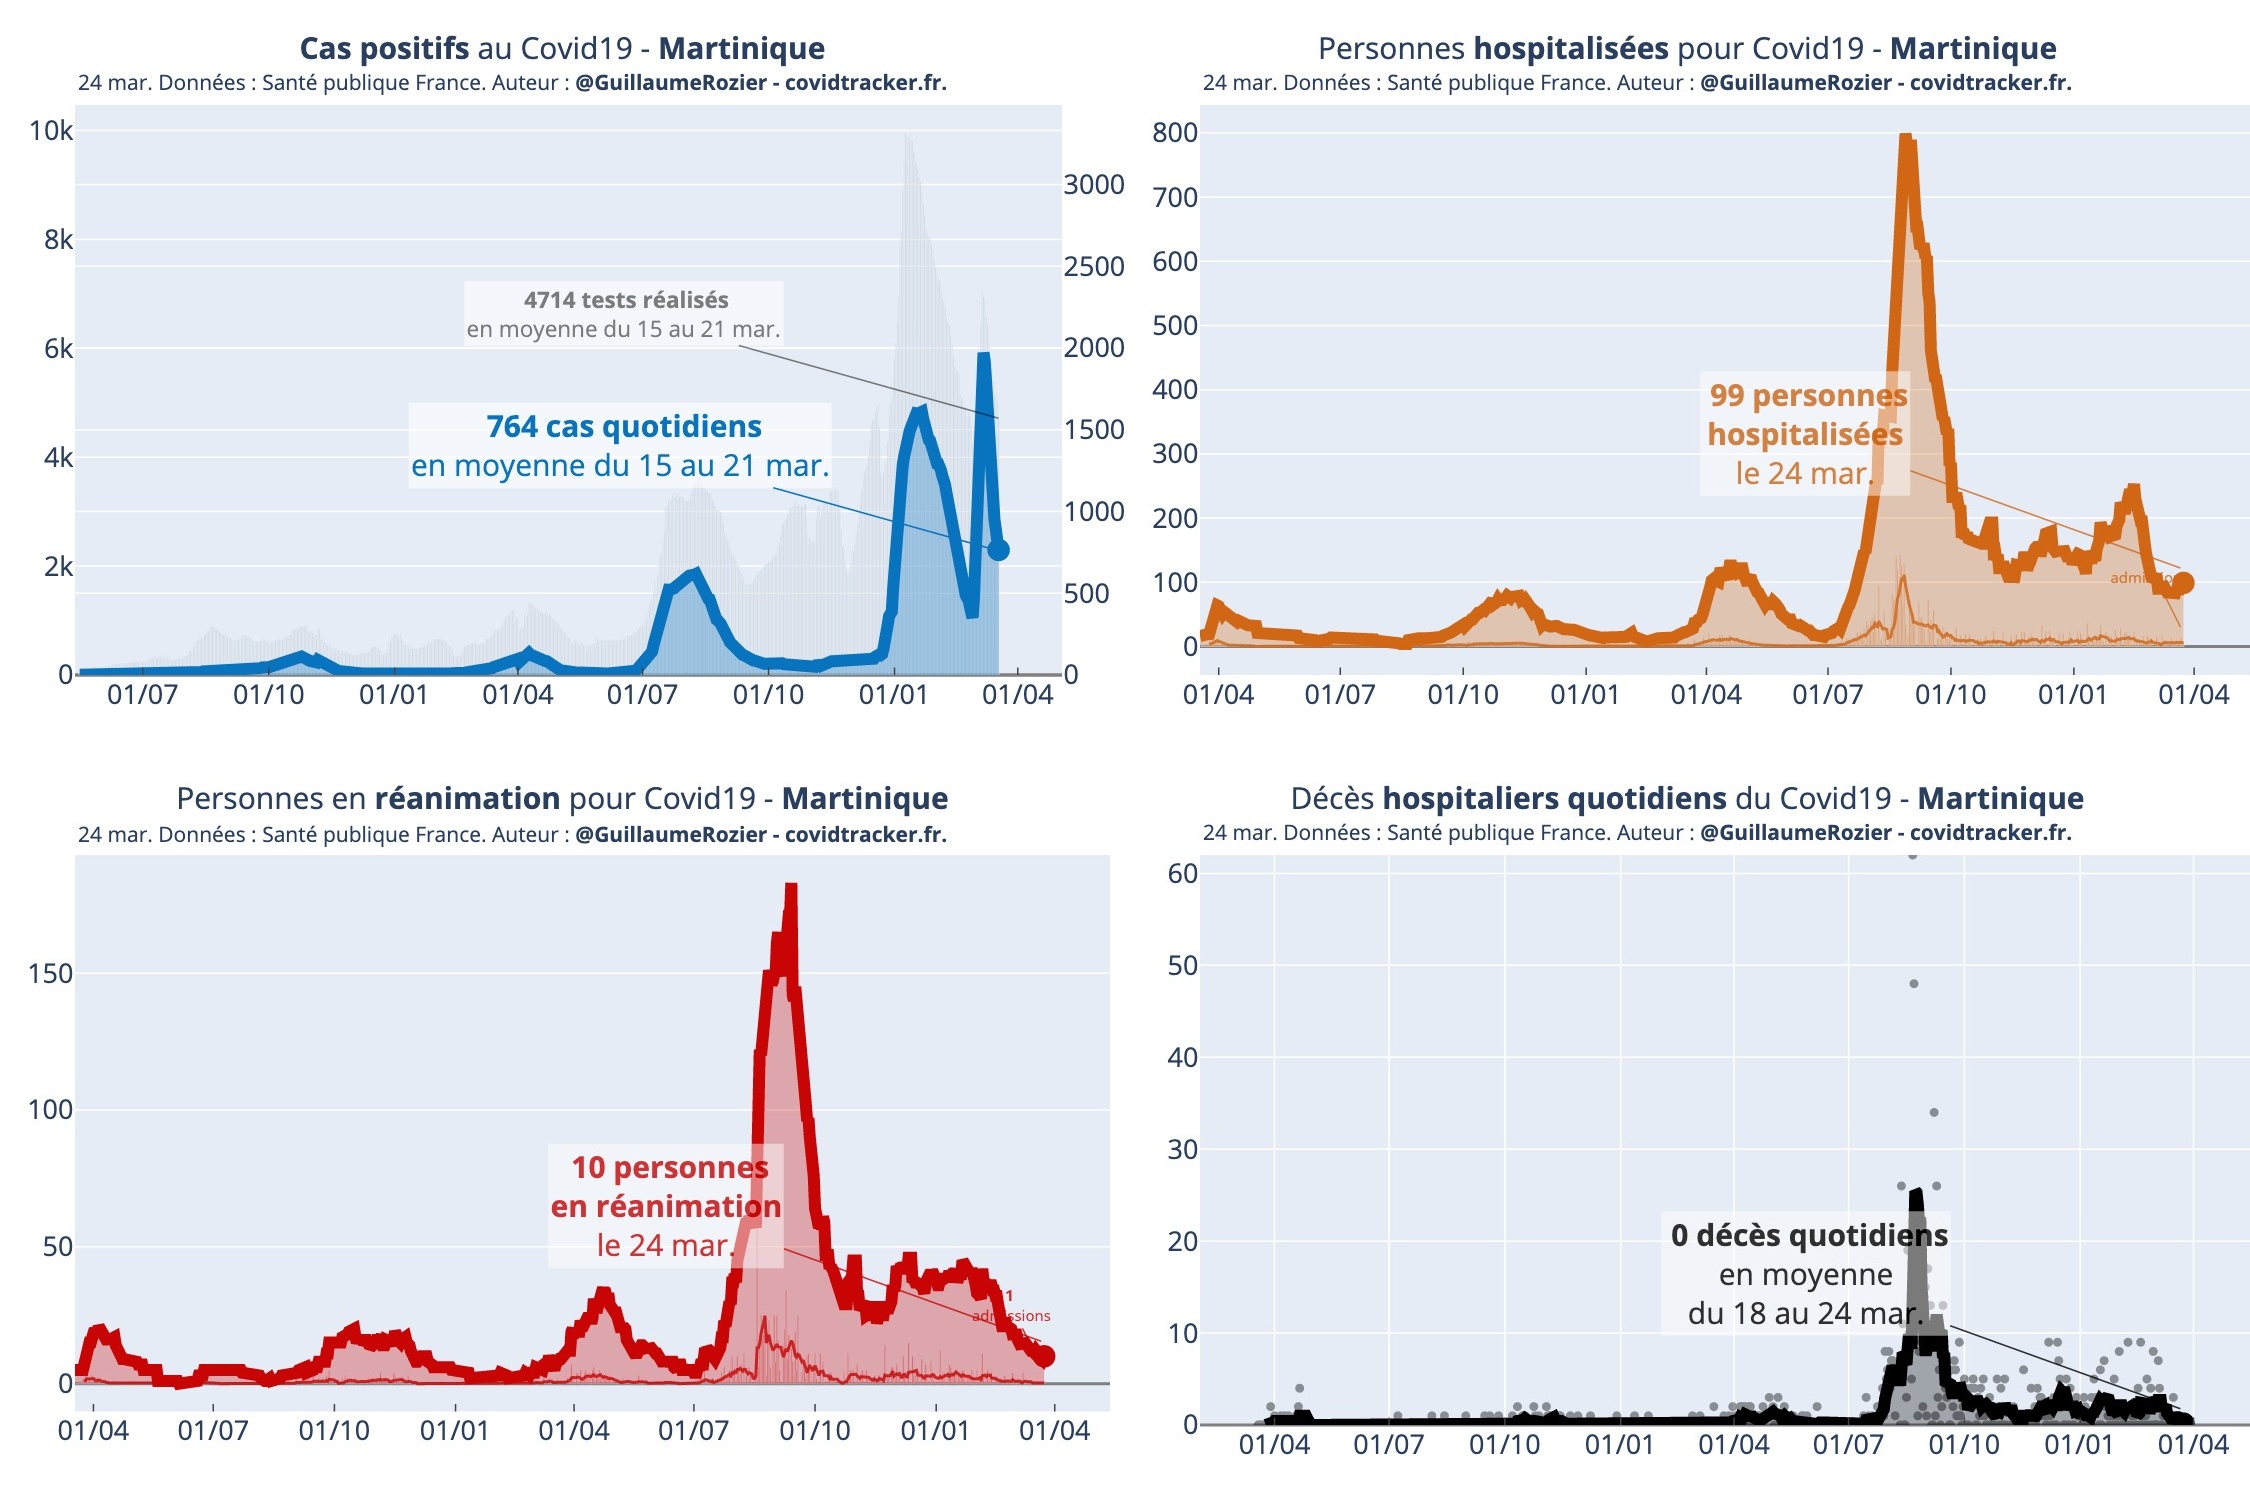 Cas positifs au Covid19 - Martinique
24 mar. Données : Santé publique France. Auteur : @GuillaumeRozier - covidtracker.fr.
10k
8k
6k
4k
2k
0
3000
2500
2000
1500
1000
500
0
4714 tests réalisés
en moyenne du 15 au 21 mar.
764 cas quotidiens
en moyenne du 15 au 21 mar.
01/07 01/10 01/01 01/04 01/07 01/10 01/01 01/04
Personnes hospitalisées pour Covid19 - Martinique
24 mar. Données : Santé publique France. Auteur : @GuillaumeRozier - covidtracker.fr.
800
700
600
500
400
300
200
100
0
99 personnes
hospitalisées
le 24 mar.
01/04 01/07 01/10 01/01 01/04 01/07 01/10 01/01 01/04
Personnes en réanimation pour Covid19 - Martinique
24 mar. Données : Santé publique France. Auteur : @GuillaumeRozier - covidtracker.fr.
150
100
50
0
10 personnes
en réanimation
le 24 mar.
admissions
01/04 01/07 01/10 01/01 01/04 01/07 01/10 01/01 01/04
Décès hospitaliers quotidiens du Covid19 - Martinique
24 mar. Données : Santé publique France. Auteur : @GuillaumeRozier - covidtracker.fr.
60
50
40
30
20
10
0
0 décès quotidiens
en moyenne
du 18 au 24 mar.
01/04 01/07 01/10 01/01 01/04 01/07 01/10 01/01 01/04